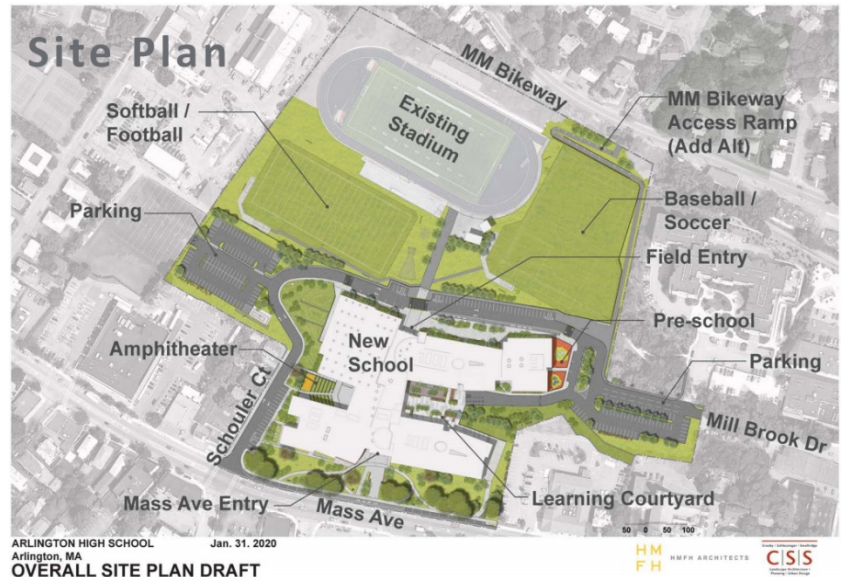 Site Plan
MM Bikeway
Softball /
Football
Existing
Stadium
MM Bikeway
Access Ramp
(Add Alt)
Parking
Baseball /
Soccer
Field Entry
Pre-school
New
School
Amphitheater
Parking
Schouler Ct
Mill Brook Dr
Mass Ave Entry
Mass Ave
Learning Courtyard
50 0 50 100
ARLINGTON HIGH SCHOOL Jan. 31. 2020
Arlington, MA
OVERALL SITE PLAN DRAFT
HM
FH
HMFH ARCHITECTS
C|S|S